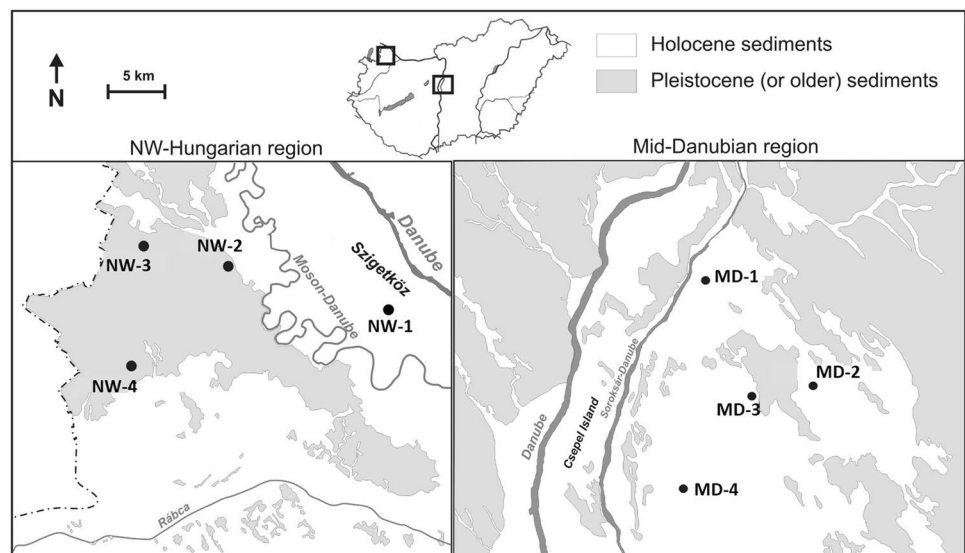 N
5 km
Holocene sediments
Pleistocene (or older) sediments
NW-Hungarian region
Mid-Danubian region
NW-3
NW-2
Moson-Danube
Szigetköz
Danube
NW-1
NW-4
Rábca
MD-1
MD-2
MD-3
MD-4
Danube
Csepel Island
Soroksár-Danube